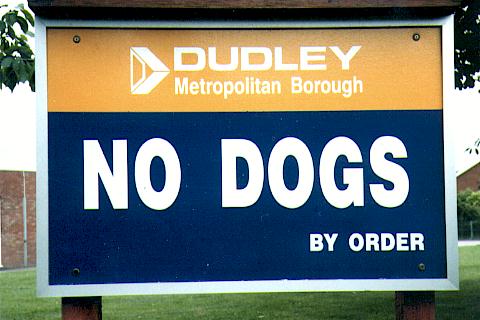 DUDLEY
Metropolitan Borough
NO DOGS
BY ORDER